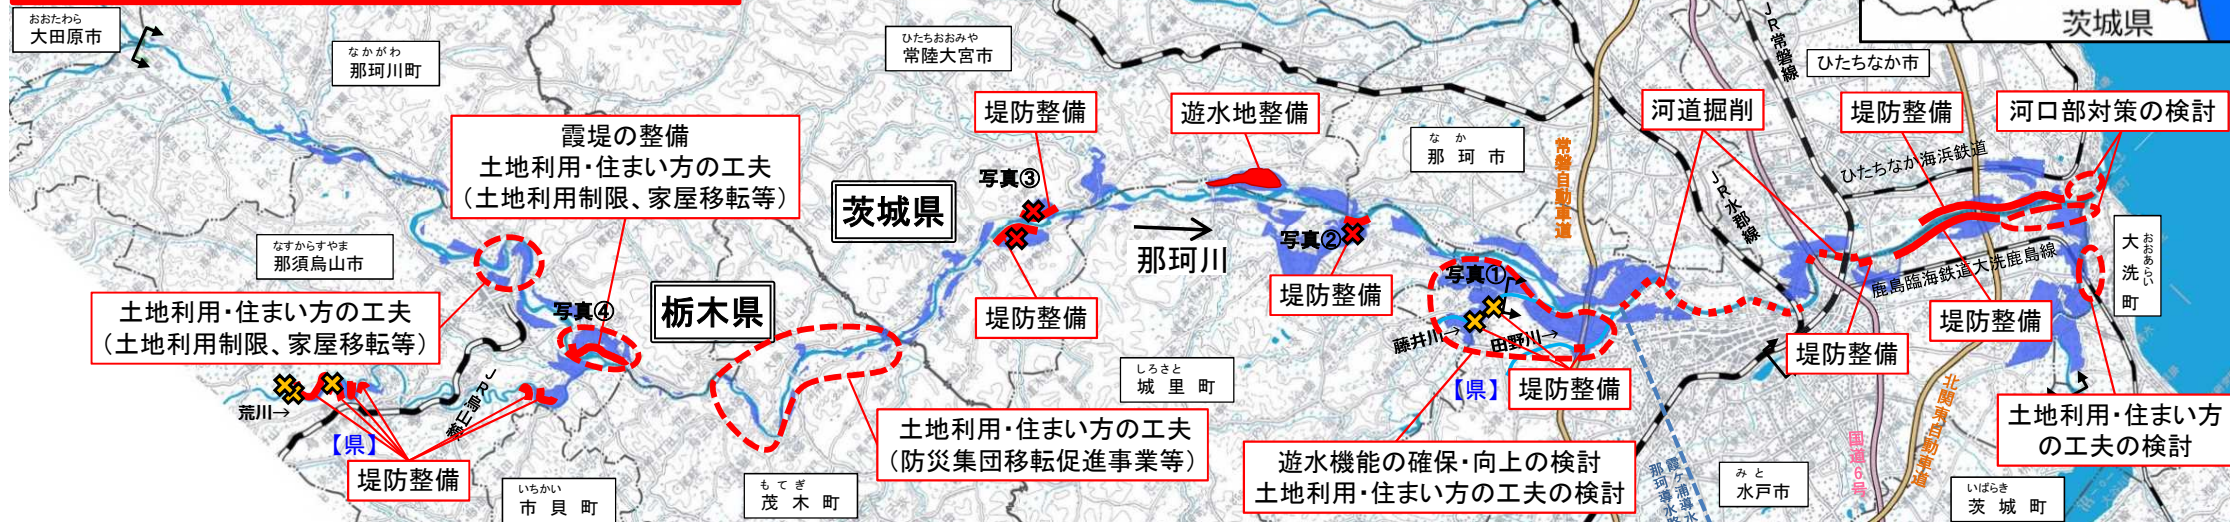 おおたわら
大田原市
なかがわ
那珂川町
ひたちおおみや
常陸大宮市
茨城県
JR常磐線
ひたちなか市
堤防整備
遊水地整備
河道掘削
堤防整備
河口部対策の検討
霞堤の整備
土地利用・住まい方の工夫
（土地利用制限、家屋移転等）
なか
那珂市
常磐自動車道
ひたちなか海浜鉄道
JR水郡線
写真③
茨城県
那珂川
写真②
なすからすやま
那須烏山市
おおあらい
大洗町
鹿島臨海鉄道大洗鹿島線
写真①
堤防整備
堤防整備
栃木県
写真④
土地利用・住まい方の工夫
（土地利用制限、家屋移転等）
藤井川→
田野川→
堤防整備
堤防整備
しろさと
城里町
【県】
堤防整備
JR烏山線
荒川→
【県】
堤防整備
土地利用・住まい方の工夫
（防災集団移転促進事業等）
北関東自動車道
土地利用・住まい方
の工夫の検討
遊水機能の確保・向上の検討
土地利用・住まい方の工夫の検討
国道6号
霞ヶ浦導水
那珂導水路
みと
水戸市
いちかい
市貝町
もてぎ
茂木町
いばらき
茨城町